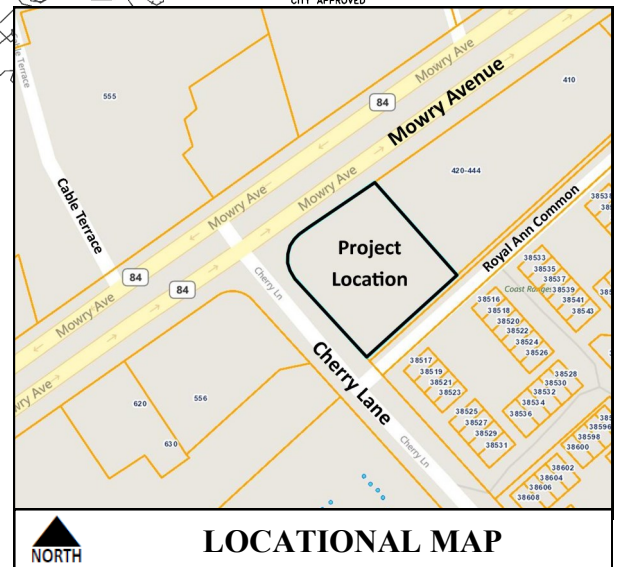 CITY APPROVED
Cable Terrace
Mowry Ave
84
Mowry Avenue
555
410
Mowry Ave
Mowry Ave
420-444
Cable Terrace
Royal Ann Common
Project
Location
84
84
Cherry Ln
Mowry Ave
38533
38535
38537
Coast Range
38539
38541
38543
38516
38518
38520
38522
38524
38526
Cherry Lane
38517
38519
38521
38523
38528
38530
38532
38534
38536
620
556
630
38525
38527
38529
38531
Cherry Ln
38596
38598
38600
38602
38604
38606
38608
NORTH
LOCATIONAL MAP